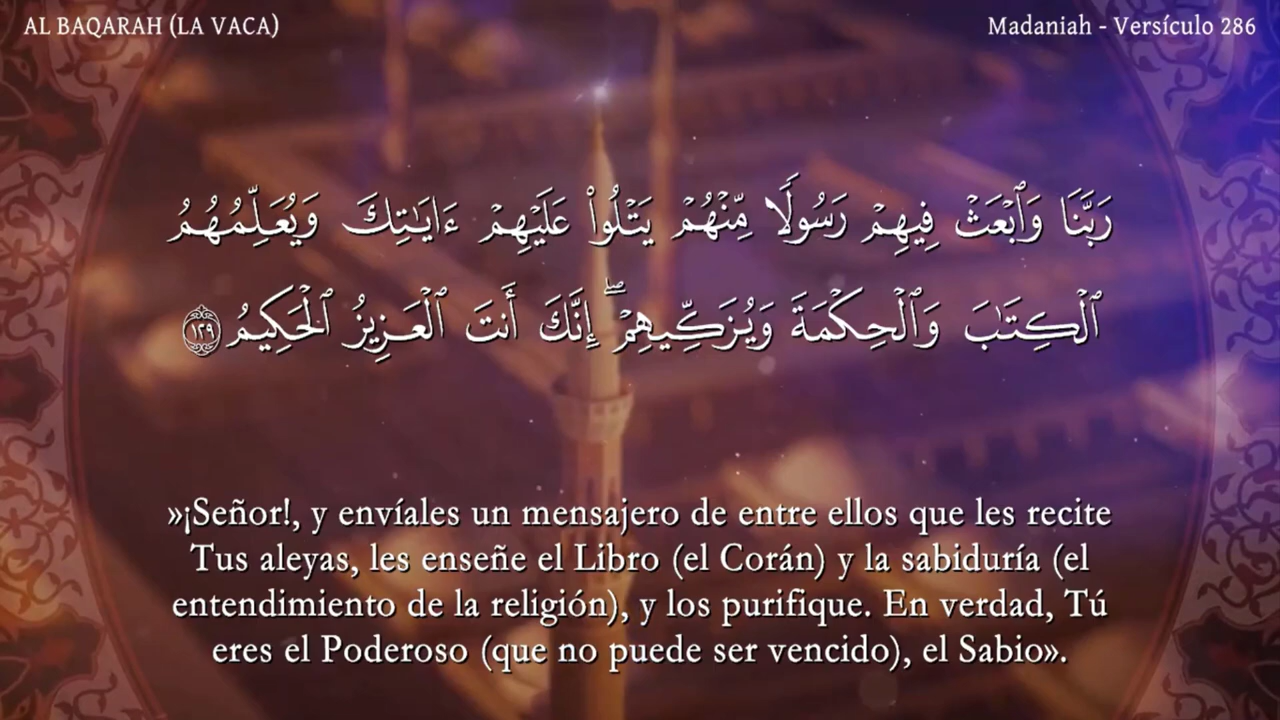 AL BAQARAH (LA VACA)
Madaniah - Versículo 286
رَبَّنَا وَٱبْعَثْ فِيهِمْ رَسُولًا مِّنْهُمْ يَتْلُوا۟ عَلَيْهِمْ ءَايَـٰتِكَ وَيُعَلِّمُهُمُ
ٱلْكِتَـٰبَ وَٱلْحِكْمَةَ وَيُزَكِّيهِمْ ۖ إِنَّكَ أَنتَ ٱلْعَزِيزُ ٱلْحَكِيمُ ١٢٩
»¡Señor!, y envíales un mensajero de entre ellos que les recite
Tus aleyas, les enseñe el Libro (el Corán) y la sabiduría (el
entendimiento de la religión), y los purifique. En verdad, Tú
eres el Poderoso (que no puede ser vencido), el Sabio».